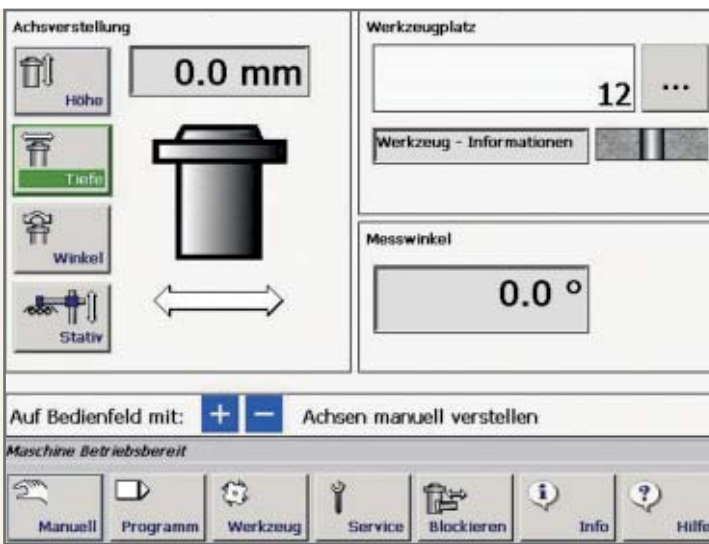 Achsverstellung
Höhe
0.0 mm
Tiefe
Winkel
Stativ
Werkzeugplatz
12
...
Werkzeug - Informationen
Messwinkel
0.0 °
Auf Bedienfeld mit: + - Achsen manuell verstellen
Maschine Betriebsbereit
Manuell Programm Werkzeug Service Blockieren Info Hilfe